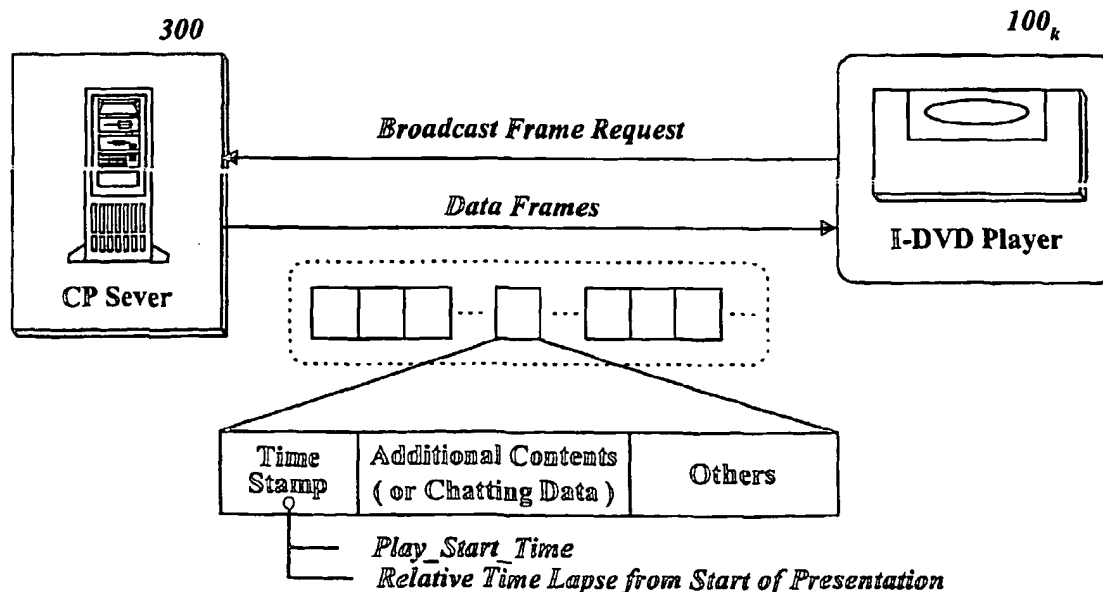 300
100k
Broadcast Frame Request
Data Frames
CP Sever
I-DVD Player
Time
Stamp
Additional Contents
( or Chatting Data )
Others
Play_Start_Time
Relative Time Lapse from Start of Presentation